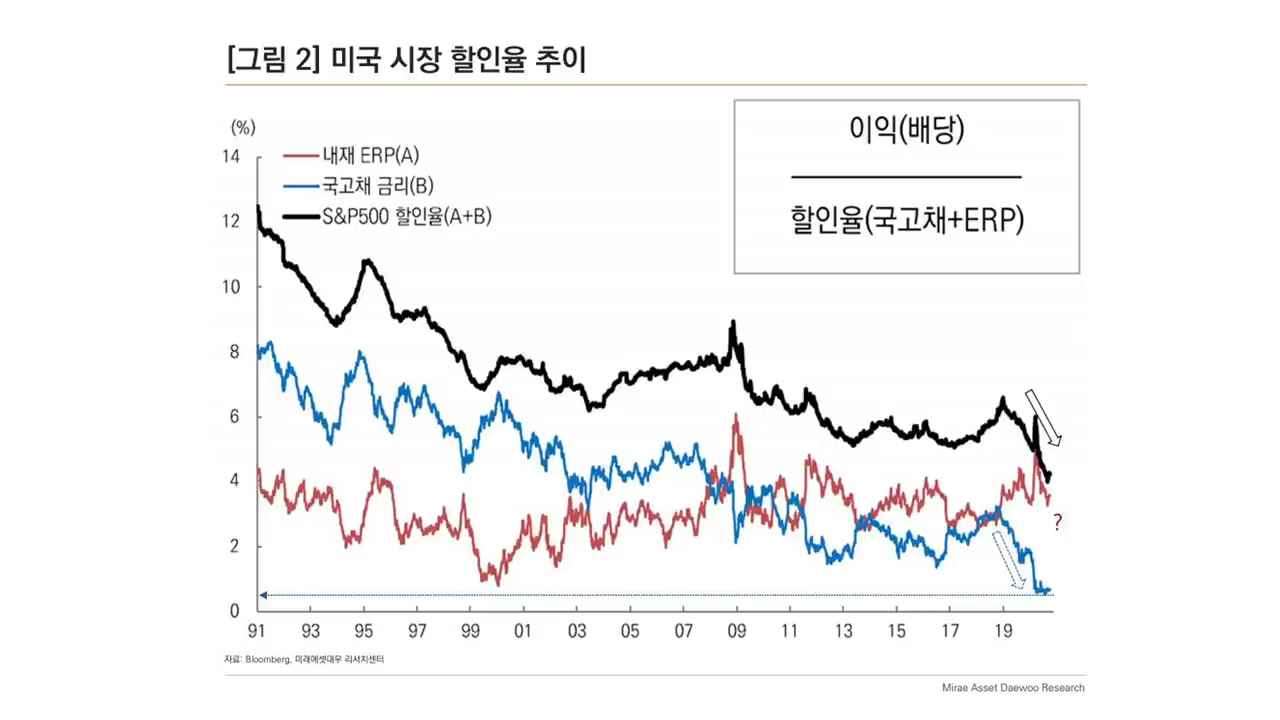 [그림 2] 미국 시장 할인율 추이
(%)
14
12
10
8
6
4
2
0
내재 ERP(A)
국고채 금리(B)
S&P500 할인율(A+B)
이익(배당)
할인율(국고채+ERP)
?
91 93 95 97 99 01 03 05 07 09 11 13 15 17 19
자료: Bloomberg, 미래에셋대우 리서치센터
Mirae Asset Daewoo Research